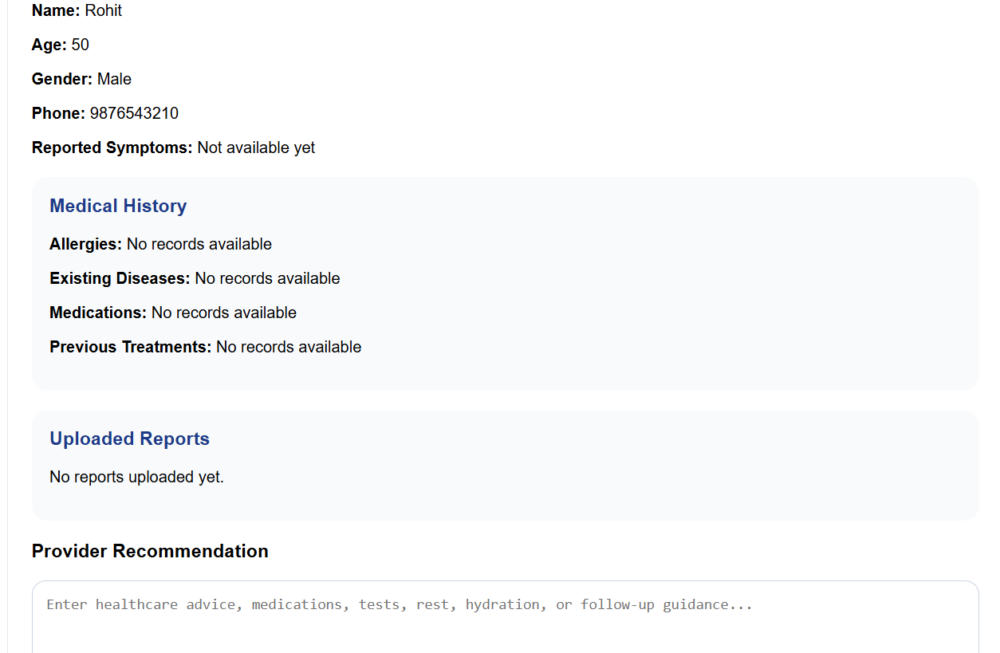 Name: Rohit
Age: 50
Gender: Male
Phone: 9876543210
Reported Symptoms: Not available yet
Medical History
Allergies: No records available
Existing Diseases: No records available
Medications: No records available
Previous Treatments: No records available
Uploaded Reports
No reports uploaded yet.
Provider Recommendation
Enter healthcare advice, medications, tests, rest, hydration, or follow-up guidance...